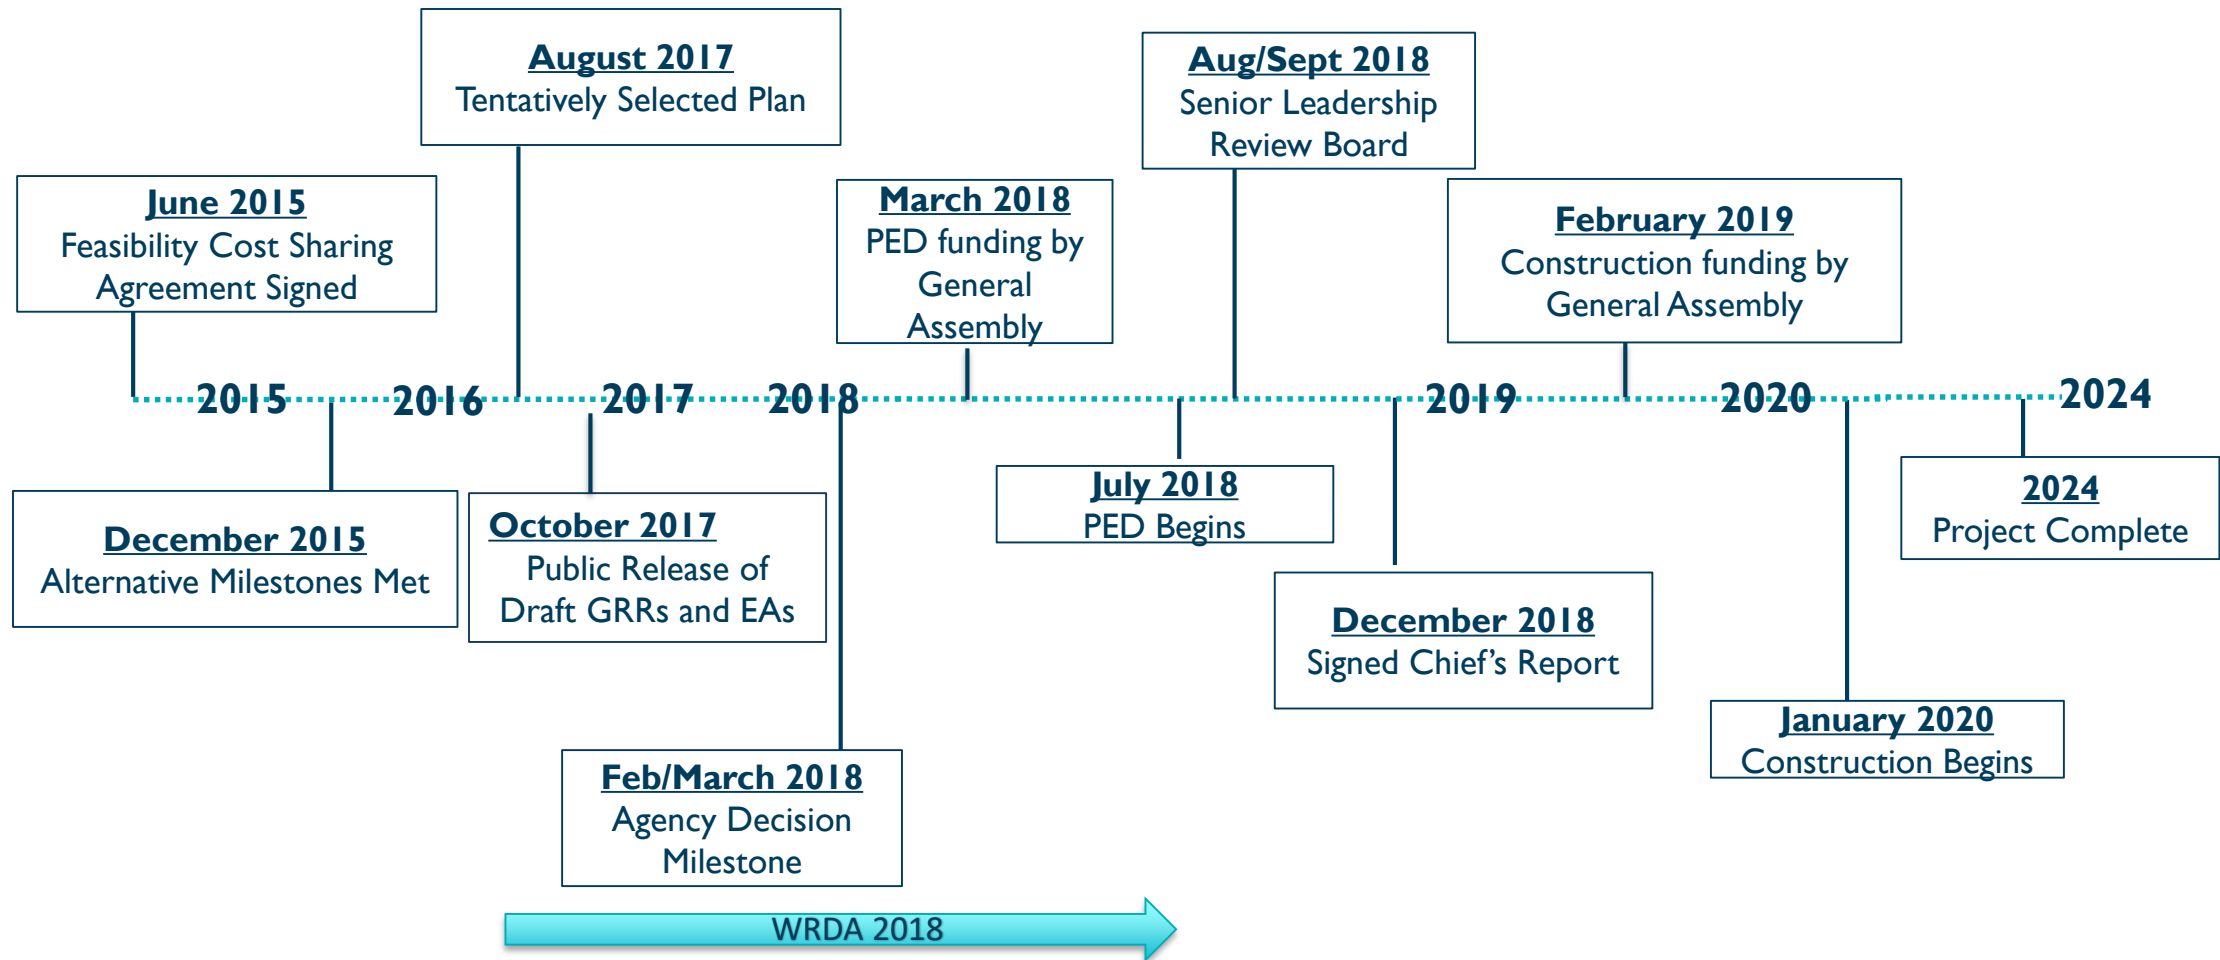 August 2017
Tentatively Selected Plan
Aug/Sept 2018
Senior Leadership
Review Board
June 2015
Feasibility Cost Sharing
Agreement Signed
March 2018
PED funding by
General
Assembly
February 2019
Construction funding by
General Assembly
2015
2016
2017
2018
2019
2020
2024
December 2015
Alternative Milestones Met
October 2017
Public Release of
Draft GRRs and EAs
July 2018
PED Begins
2024
Project Complete
December 2018
Signed Chief’s Report
January 2020
Construction Begins
Feb/March 2018
Agency Decision
Milestone
WRDA 2018